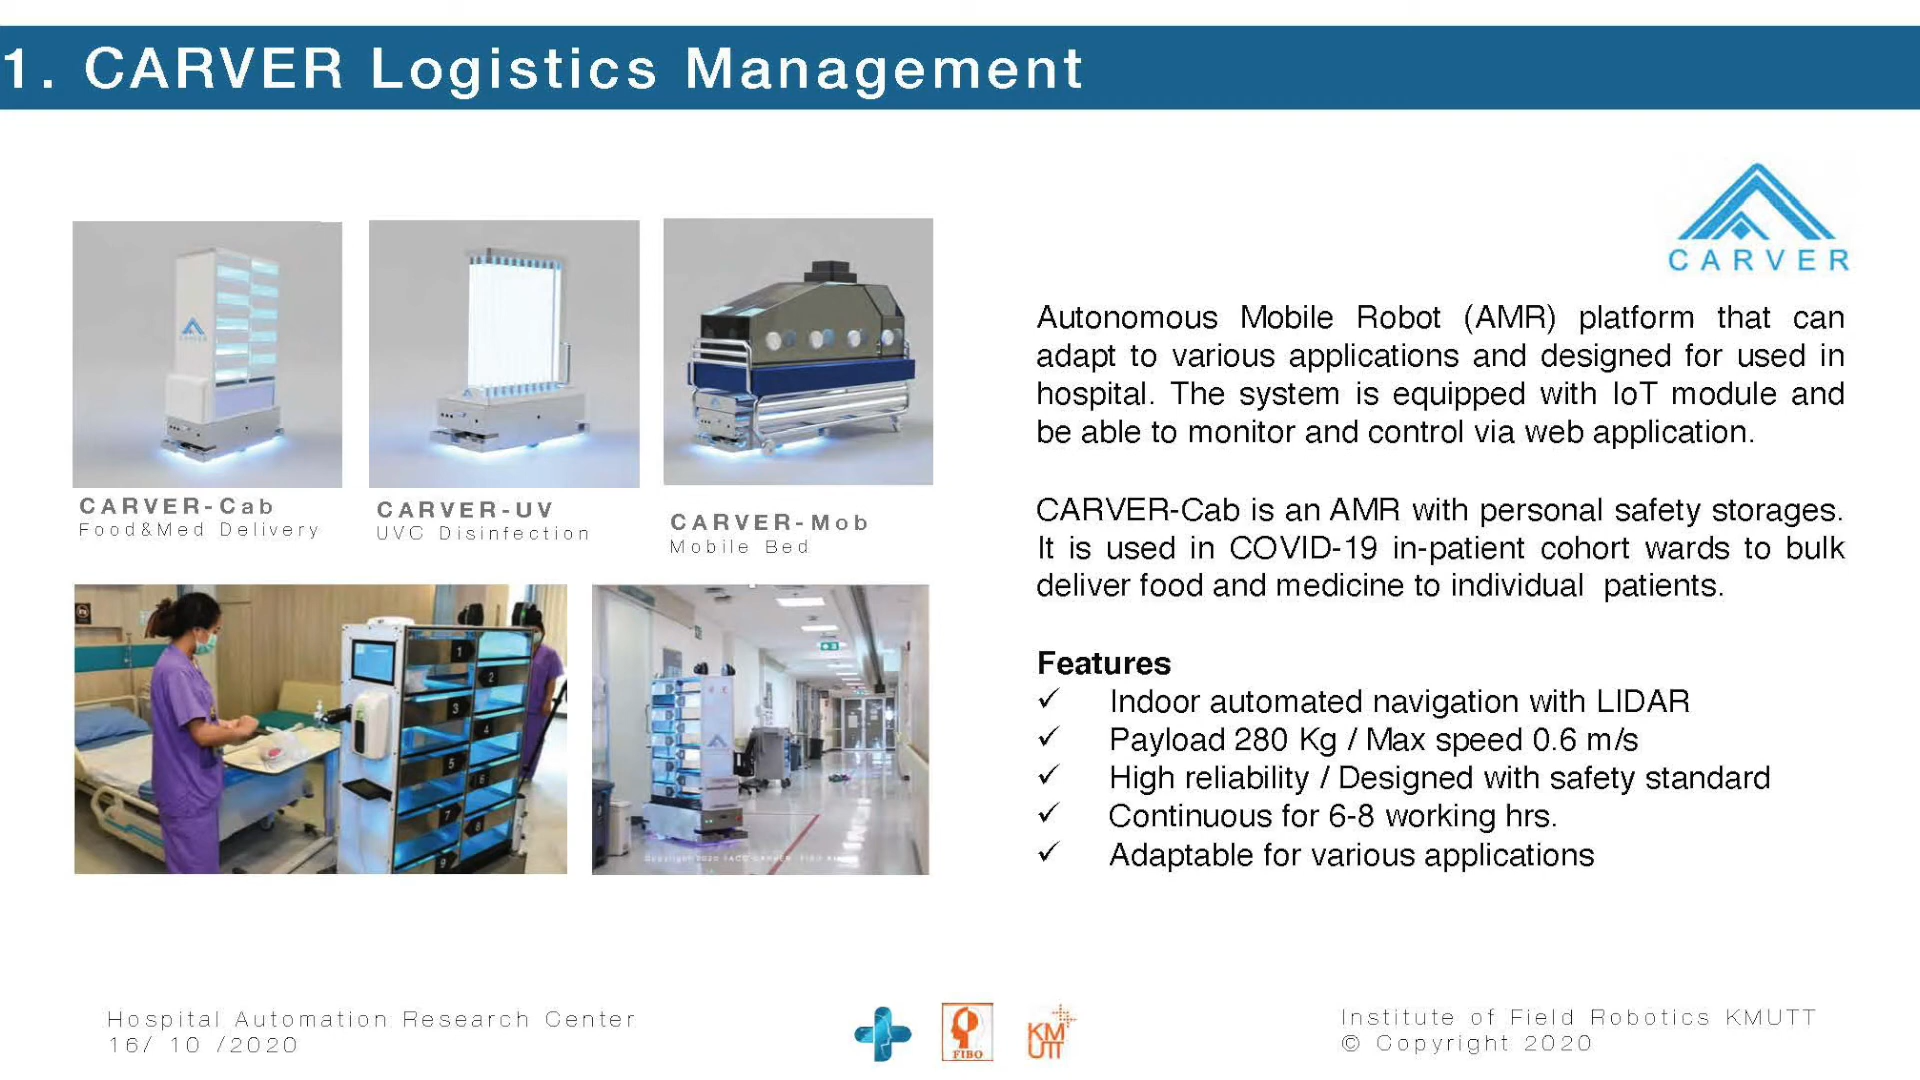 1. CARVER Logistics Management
CARVER
CARVER-Cab
Food&Med Delivery
CARVER-UV
UVC Disinfection
CARVER-Mob
Mobile Bed
1
2
3
4
5
6
7
8
9
Autonomous Mobile Robot (AMR) platform that can
adapt to various applications and designed for used in
hospital. The system is equipped with IoT module and
be able to monitor and control via web application.
CARVER-Cab is an AMR with personal safety storages.
It is used in COVID-19 in-patient cohort wards to bulk
deliver food and medicine to individual patients.
Features
✓ Indoor automated navigation with LIDAR
✓ Payload 280 Kg / Max speed 0.6 m/s
✓ High reliability / Designed with safety standard
✓ Continuous for 6-8 working hrs.
✓ Adaptable for various applications
Hospital Automation Research Center
16/ 10 /2020
FIBO
KM
UTT
Institute of Field Robotics KMUTT
© Copyright 2020